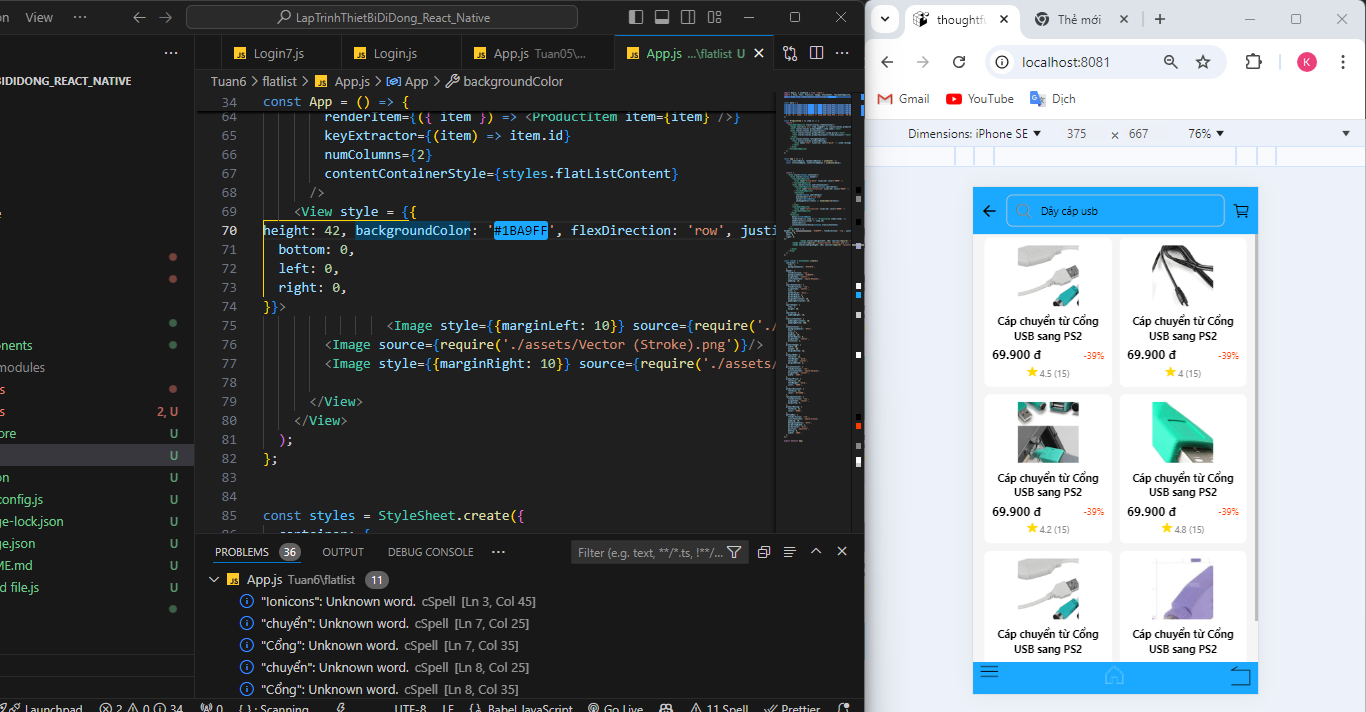 on View ···
LapTrinhThietBiDiDong_React_Native
BIDIDONG_REACT_NATIVE
onents
modules
s
s 2, U
ore U
U
on U
config.js U
ge-lock.json U
ge.json U
ME.md U
d file.js U
Login7.js
Login.js
App.js Tuan05\...
App.js ...\flatlist U
Tuan6 > flatlist > App.js > App > backgroundColor
34 const App = () => {
64 renderItem={({ item }) => <ProductItem item={item} />}
65 keyExtractor={(item) => item.id}
66 numColumns={2}
67 contentContainerStyle={styles.flatListContent}
68 />
69 <View style = {{
70 height: 42, backgroundColor: '#1BA9FF', flexDirection: 'row', justi
71 bottom: 0,
72 left: 0,
73 right: 0,
74 }}>
75 <Image style={{marginLeft: 10}} source={require('./
76 <Image source={require('./assets/Vector (Stroke).png')}/>
77 <Image style={{marginRight: 10}} source={require('./assets/
78
79 </View>
80 </View>
81 );
82 };
83
84
85 const styles = StyleSheet.create({
86 container: {
PROBLEMS 36 OUTPUT DEBUG CONSOLE ···
Filter (e.g. text, **/*.ts, !**/...
App.js Tuan6\flatlist 11
"Ionicons": Unknown word. cSpell [Ln 3, Col 45]
"chuyển": Unknown word. cSpell [Ln 7, Col 25]
"Cổng": Unknown word. cSpell [Ln 7, Col 35]
"chuyển": Unknown word. cSpell [Ln 8, Col 25]
"Cổng": Unknown word. cSpell [Ln 8, Col 35]
Launchpad 2 0 34 0 {.}: Scanning UTF-8 LF {} Babel JavaScript Go Live 11 Spell Prettier
thoughtfu
Thẻ mới
localhost:8081
K
Gmail
YouTube
Dịch
Dimensions: iPhone SE 375 × 667 76%
Dây cáp usb
Cáp chuyển từ Cổng
USB sang PS2
69.900 đ -39%
4.5 (15)
Cáp chuyển từ Cổng
USB sang PS2
69.900 đ -39%
4 (15)
Cáp chuyển từ Cổng
USB sang PS2
69.900 đ -39%
4.2 (15)
Cáp chuyển từ Cổng
USB sang PS2
69.900 đ -39%
4.8 (15)
Cáp chuyển từ Cổng
USB sang PS2
Cáp chuyển từ Cổng
USB sang PS2